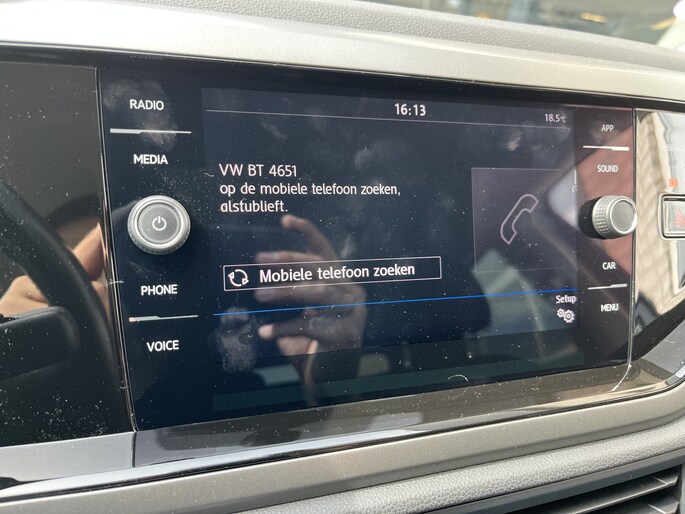 RADIO
MEDIA
PHONE
VOICE
16:13
18.5°C
VW BT 4651
op de mobiele telefoon zoeken,
alstublieft.
Mobiele telefoon zoeken
Setup
APP
SOUND
CAR
MENU